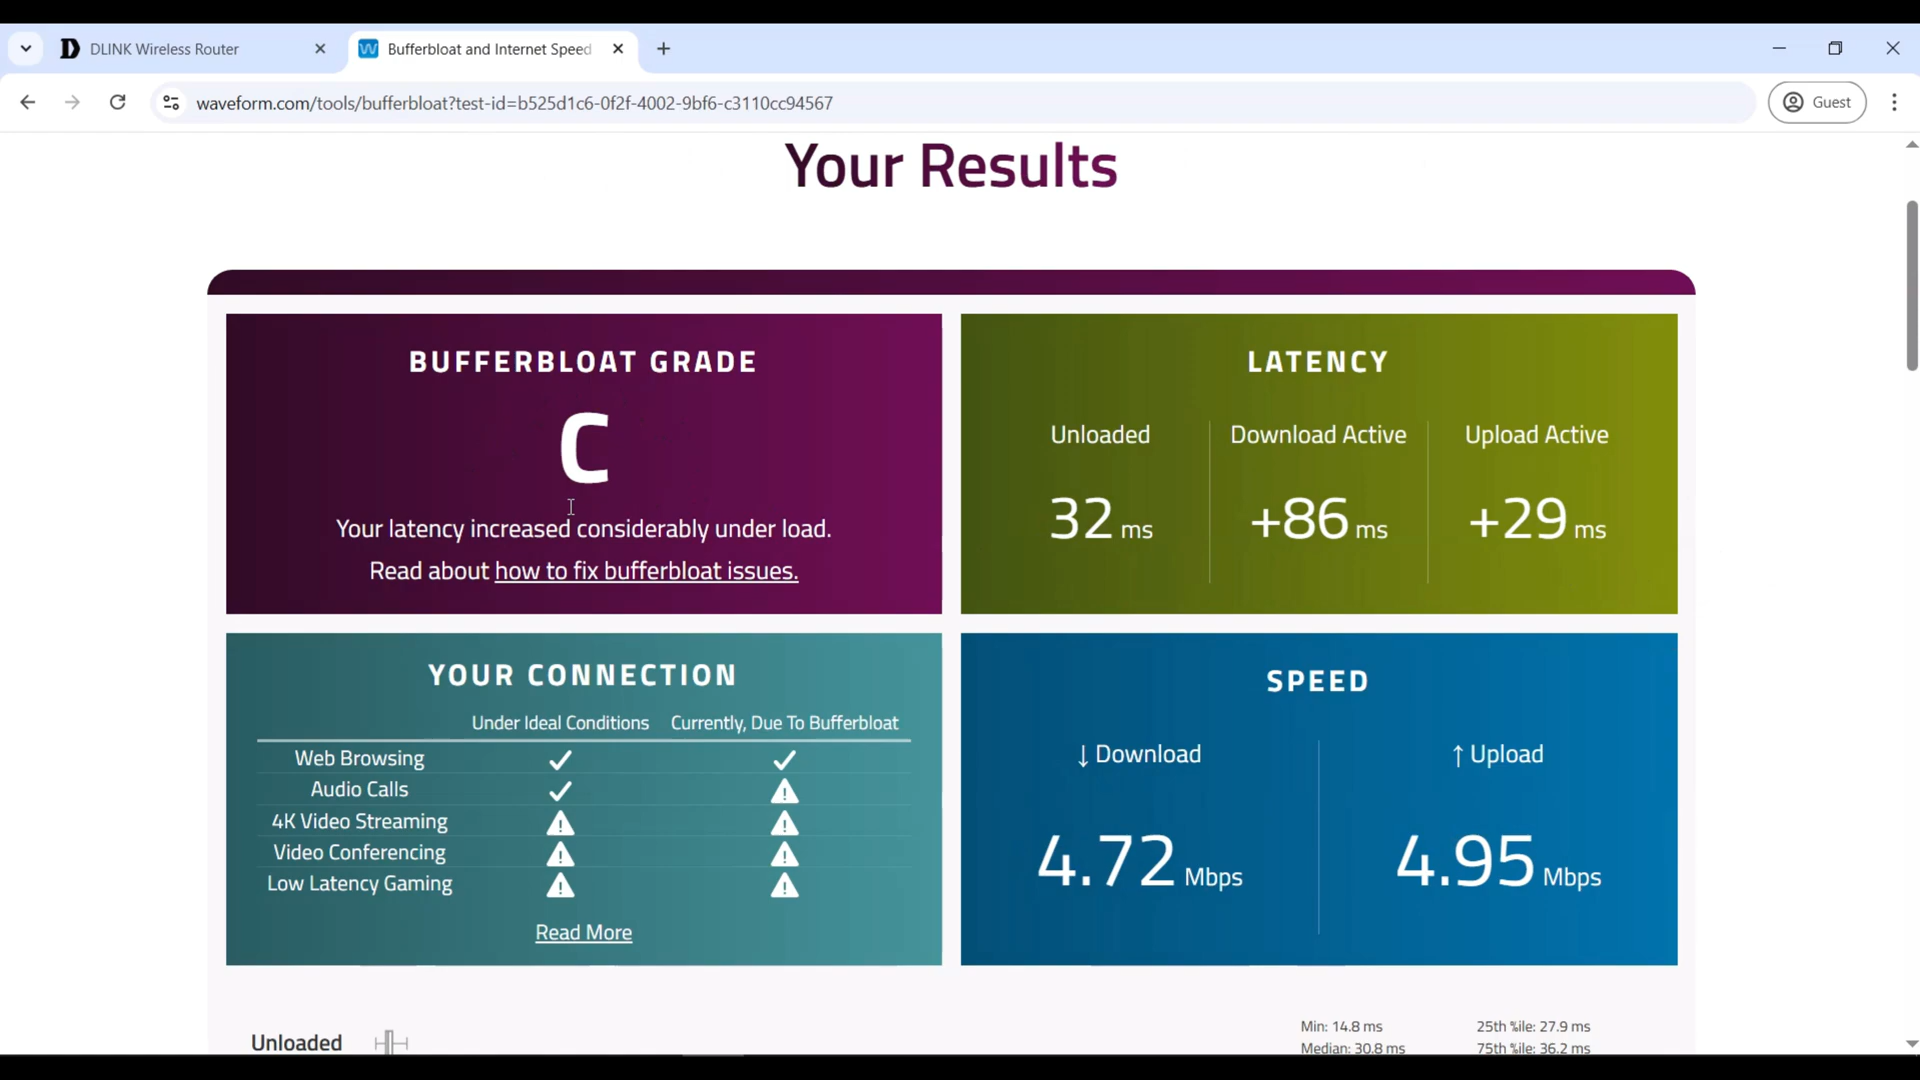 DLINK Wireless Router
Bufferbloat and Internet Speed
waveform.com/tools/bufferbloat?test-id=b525d1c6-0f2f-4002-9bf6-c3110cc94567
Guest
Your Results
BUFFERBLOAT GRADE
C
Your latency increased considerably under load.
Read about how to fix bufferbloat issues.
LATENCY
Unloaded Download Active Upload Active
32 ms +86 ms +29 ms
YOUR CONNECTION
Under Ideal Conditions Currently, Due To Bufferbloat
Web Browsing
Audio Calls
4K Video Streaming
Video Conferencing
Low Latency Gaming
Read More
SPEED
↓ Download ↑ Upload
4.72 Mbps 4.95 Mbps
Unloaded
Min: 14.8 ms 25th %ile: 27.9 ms
Median: 30.8 ms 75th %ile: 36.2 ms